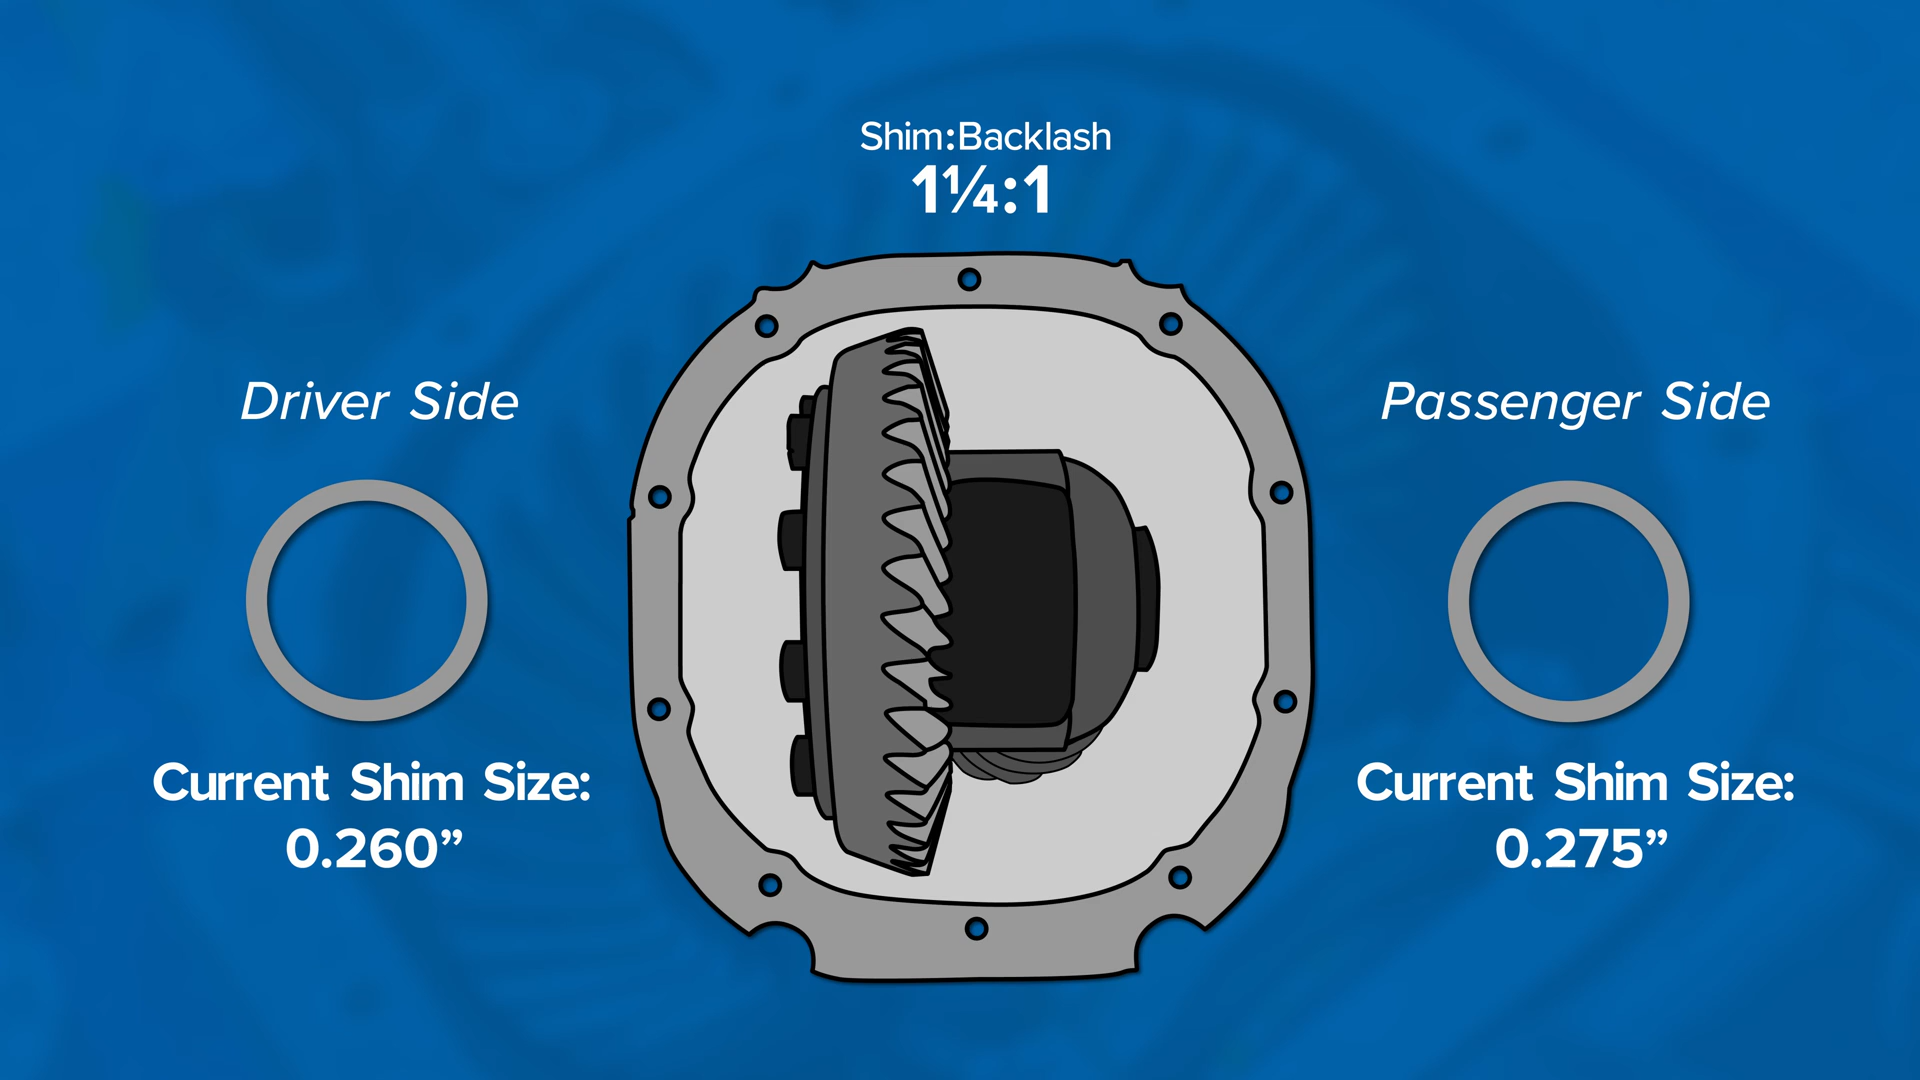 Shim:Backlash
1¼:1
Driver Side
Current Shim Size:
0.260”
Passenger Side
Current Shim Size:
0.275”